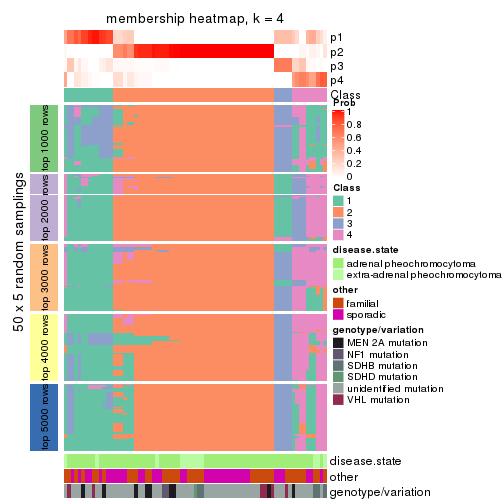 membership heatmap, k = 4
p1
p2
p3
p4
Class
Prob
1
0.8
0.6
0.4
0.2
0
Class
1
2
3
4
disease.state
adrenal pheochromocytoma
extra-adrenal pheochromocytoma
other
familial
sporadic
genotype/variation
MEN 2A mutation
NF1 mutation
SDHB mutation
SDHD mutation
unidentified mutation
VHL mutation
50 x 5 random samplings
top 1000 rows
top 2000 rows
top 3000 rows
top 4000 rows
top 5000 rows
disease.state
other
genotype/variation